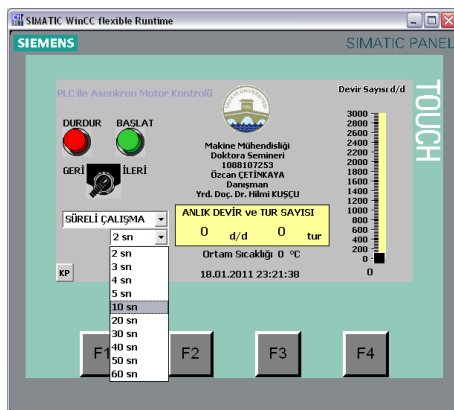 SIMATIC WinCC flexible Runtime
SIEMENS
SIMATIC PANEL
TOUCH
PLC ile Asenkron Motor Kontrolü
DURDUR BAŞLAT
GERİ İLERİ
SÜRELİ ÇALIŞMA
2 sn
2 sn
3 sn
4 sn
5 sn
10 sn
20 sn
30 sn
40 sn
50 sn
60 sn
KP
Makine Mühendisliği
Doktora Semineri
1088107253
Özcan ÇETİNKAYA
Danışman
Yrd. Doç. Dr. Hilmi KUŞÇU
ANLIK DEVİR ve TUR SAYISI
0 d/d 0 tur
Ortam Sıcaklığı 0 °C
18.01.2011 23:21:38
Devir Sayısı d/d
3000
2800
2600
2400
2200
2000
1800
1600
1400
1200
1000
800
600
400
200
0
0
F1 F2 F3 F4